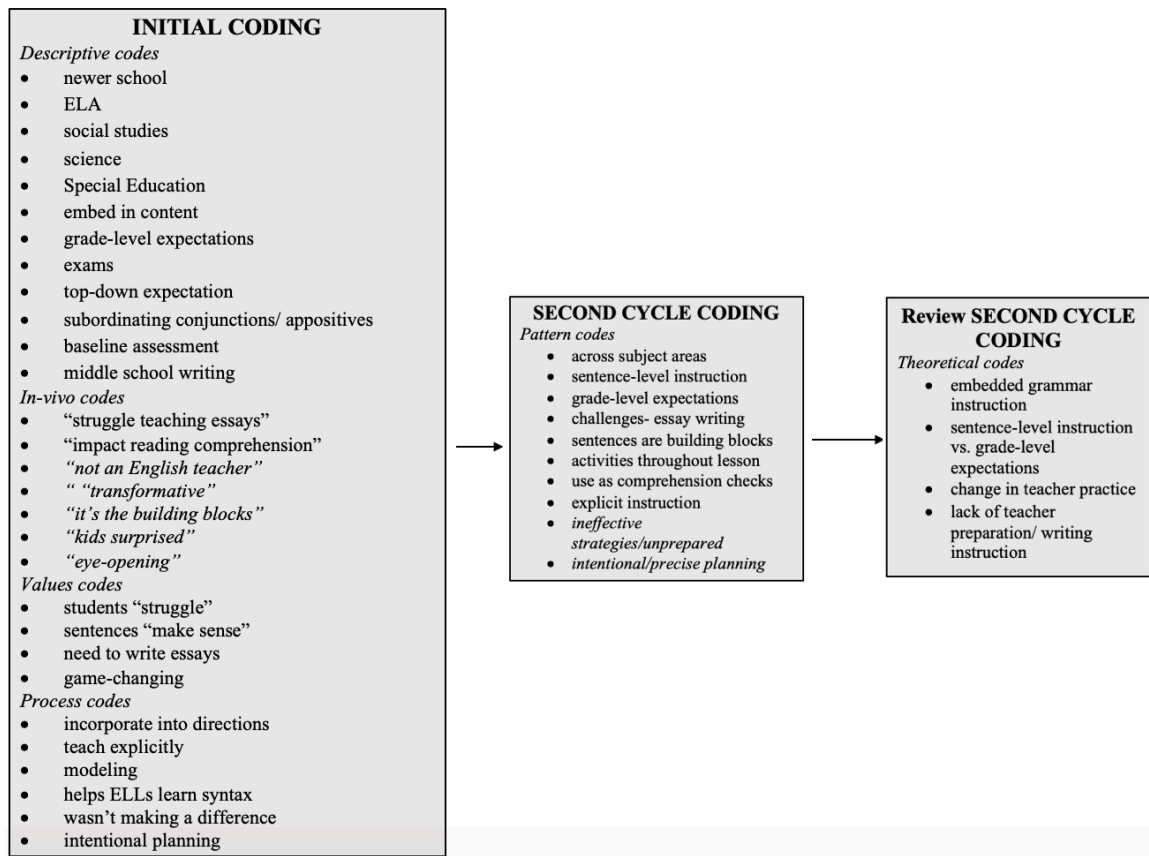 INITIAL CODING
Descriptive codes
• newer school
• ELA
• social studies
• science
• Special Education
• embed in content
• grade-level expectations
• exams
• top-down expectation
• subordinating conjunctions/ appositives
• baseline assessment
• middle school writing
In-vivo codes
• “struggle teaching essays”
• “impact reading comprehension”
• “not an English teacher”
• “ “transformative”
• “it’s the building blocks”
• “kids surprised”
• “eye-opening”
Values codes
• students “struggle”
• sentences “make sense”
• need to write essays
• game-changing
Process codes
• incorporate into directions
• teach explicitly
• modeling
• helps ELLs learn syntax
• wasn’t making a difference
• intentional planning
SECOND CYCLE CODING
Pattern codes
• across subject areas
• sentence-level instruction
• grade-level expectations
• challenges- essay writing
• sentences are building blocks
• activities throughout lesson
• use as comprehension checks
• explicit instruction
• ineffective
strategies/unprepared
• intentional/precise planning
Review SECOND CYCLE
CODING
Theoretical codes
• embedded grammar
instruction
• sentence-level instruction
vs. grade-level
expectations
• change in teacher practice
• lack of teacher
preparation/ writing
instruction